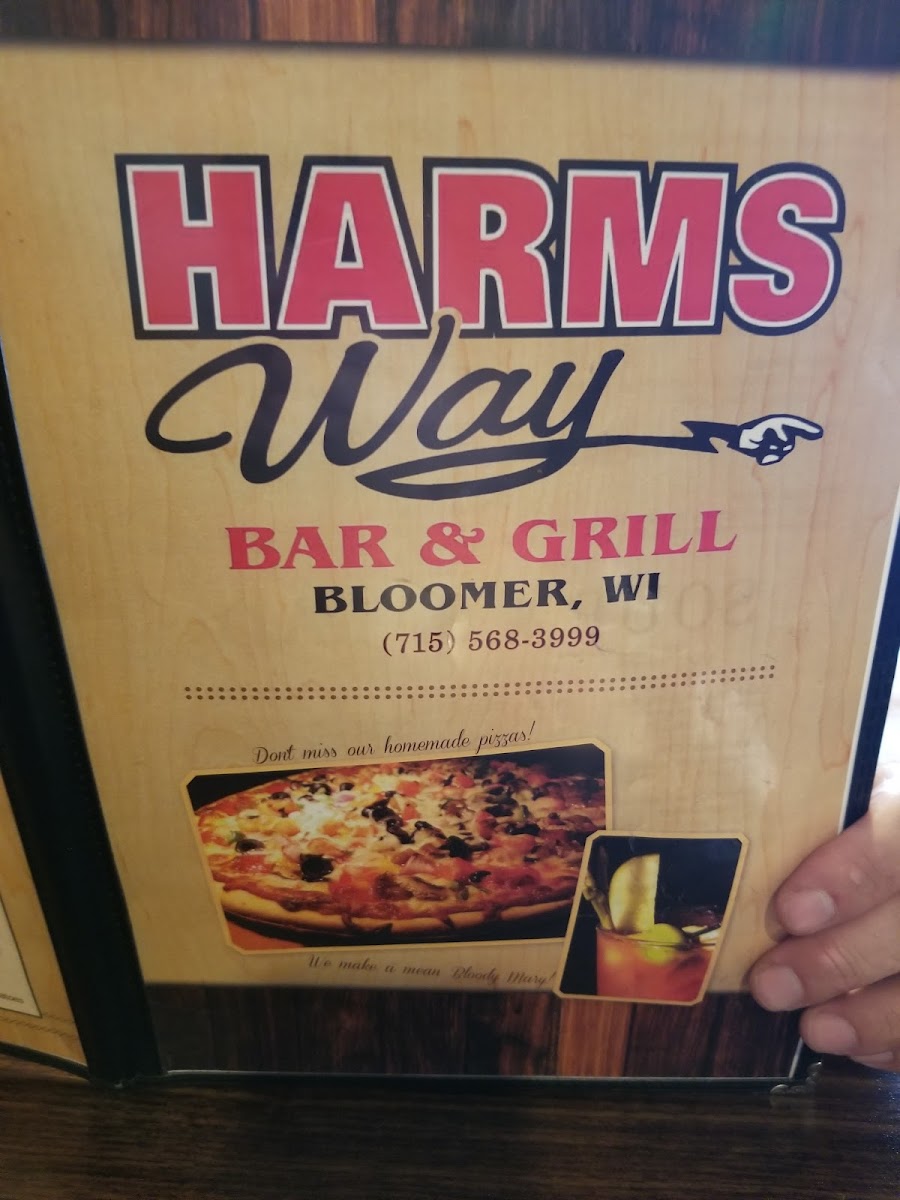 HARMS
Way
BAR & GRILL
BLOOMER, WI
(715) 568-3999
Dont miss our homemade pizzas!
We make a mean Bloody Mary!